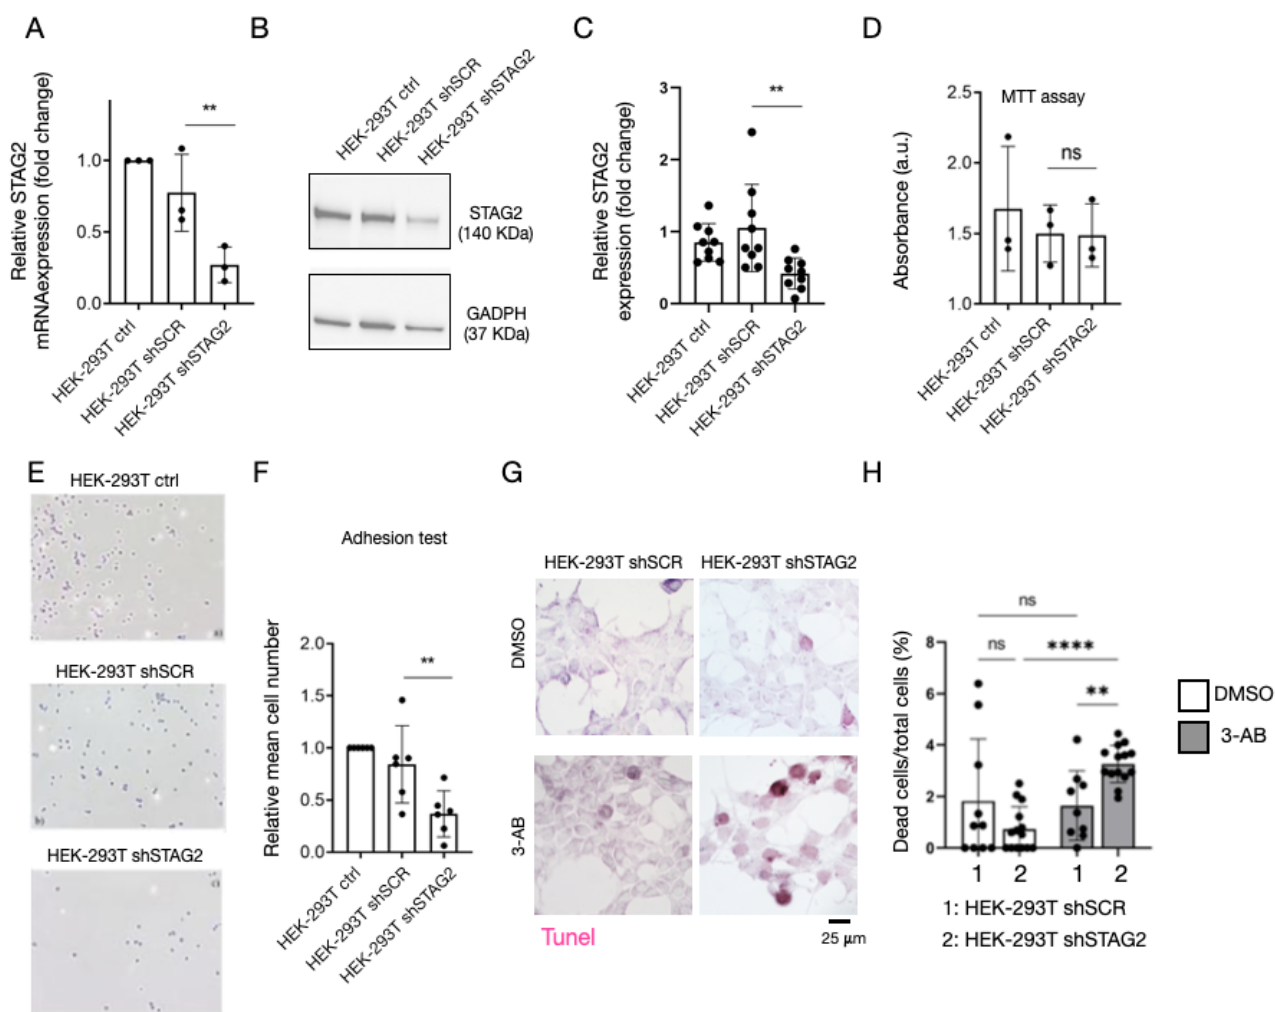 A
Relative STAG2
mRNAexpression (fold change)
1.0
0.5
0.0
**
HEK-293T ctrl
HEK-293T shSCR
HEK-293T shSTAG2
B
HEK-293T ctrl
HEK-293T shSCR
HEK-293T shSTAG2
STAG2
(140 KDa)
GADPH
(37 KDa)
C
Relative STAG2
expression (fold change)
3
2
1
0
**
HEK-293T ctrl
HEK-293T shSCR
HEK-293T shSTAG2
D
MTT assay
Absorbance (a.u.)
2.5
2.0
1.5
1.0
ns
HEK-293T ctrl
HEK-293T shSCR
HEK-293T shSTAG2
E
HEK-293T ctrl
HEK-293T shSCR
HEK-293T shSTAG2
F
Adhesion test
Relative mean cell number
2.0
1.5
1.0
0.5
0.0
**
HEK-293T ctrl
HEK-293T shSCR
HEK-293T shSTAG2
G
HEK-293T shSCR HEK-293T shSTAG2
DMSO
3-AB
Tunel
25 μm
H
Dead cells/total cells (%)
8
6
4
2
0
ns
ns
****
**
1 2 1 2
1: HEK-293T shSCR
2: HEK-293T shSTAG2
DMSO
3-AB